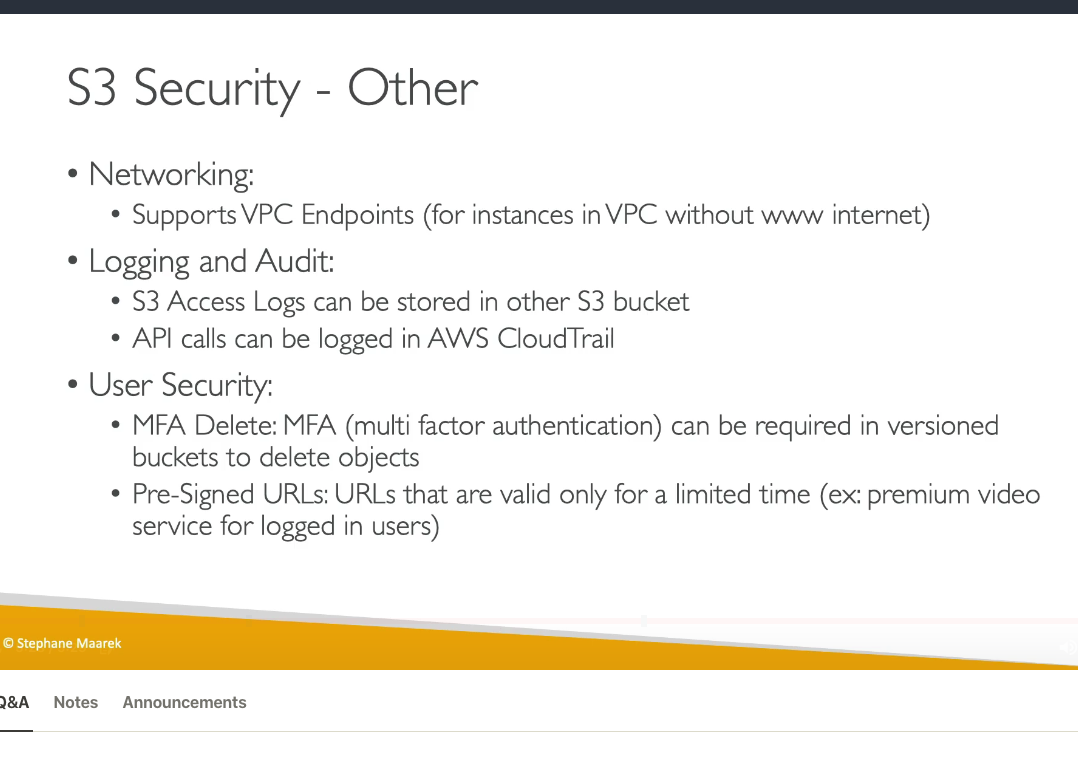 S3 Security - Other
• Networking:
• Supports VPC Endpoints (for instances in VPC without www internet)
• Logging and Audit:
• S3 Access Logs can be stored in other S3 bucket
• API calls can be logged in AWS CloudTrail
• User Security:
• MFA Delete: MFA (multi factor authentication) can be required in versioned
buckets to delete objects
• Pre-Signed URLs: URLs that are valid only for a limited time (ex: premium video
service for logged in users)
© Stephane Maarek
Q&A Notes Announcements